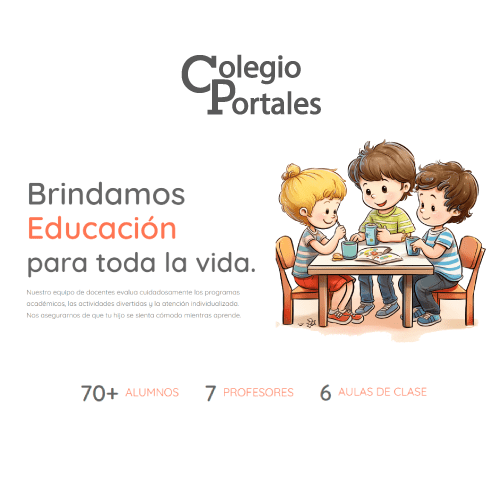 Colegio
Portales
Brindamos
Educación
para toda la vida.
Nuestro equipo de docentes evalua cuidadosamente los programas
académicos, las actividades divertidas y la atención individualizada.
Nos aseguramos de que tu hijo se sienta cómodo mientras aprende.
70+ ALUMNOS 7 PROFESORES 6 AULAS DE CLASE